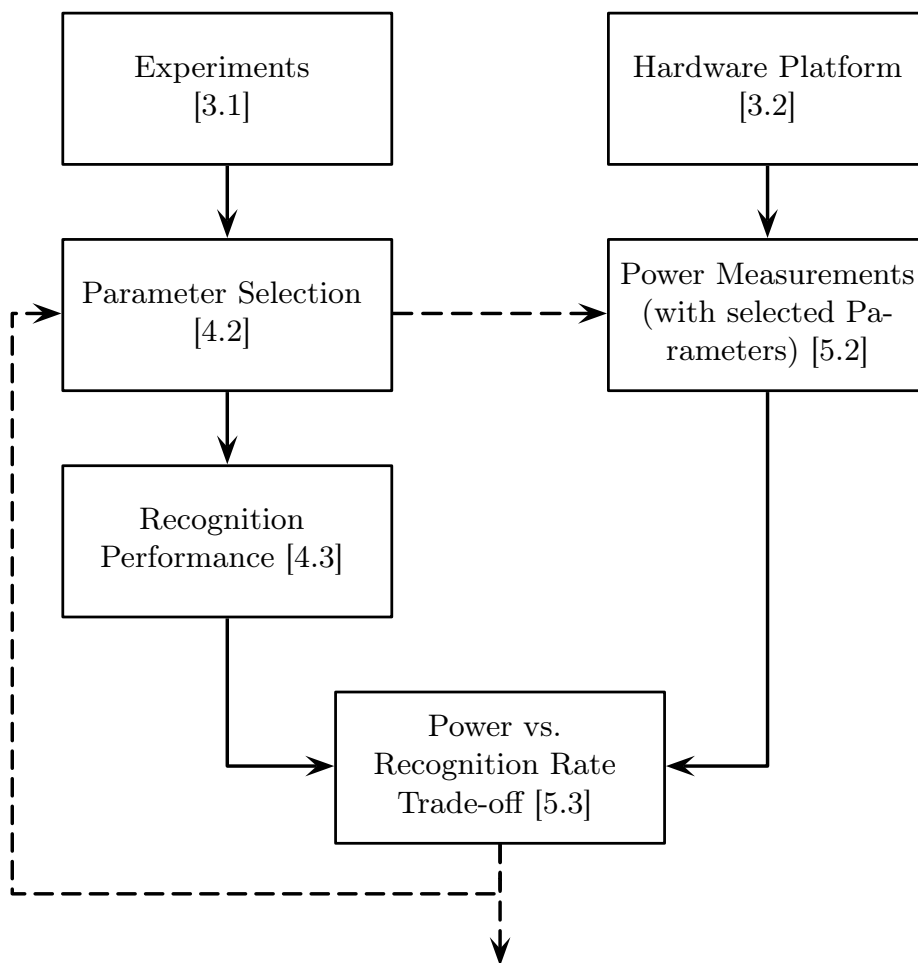 Experiments
[3.1]
Hardware Platform
[3.2]
Parameter Selection
[4.2]
Power Measurements
(with selected Pa-
rameters) [5.2]
Recognition
Performance [4.3]
Power vs.
Recognition Rate
Trade-off [5.3]